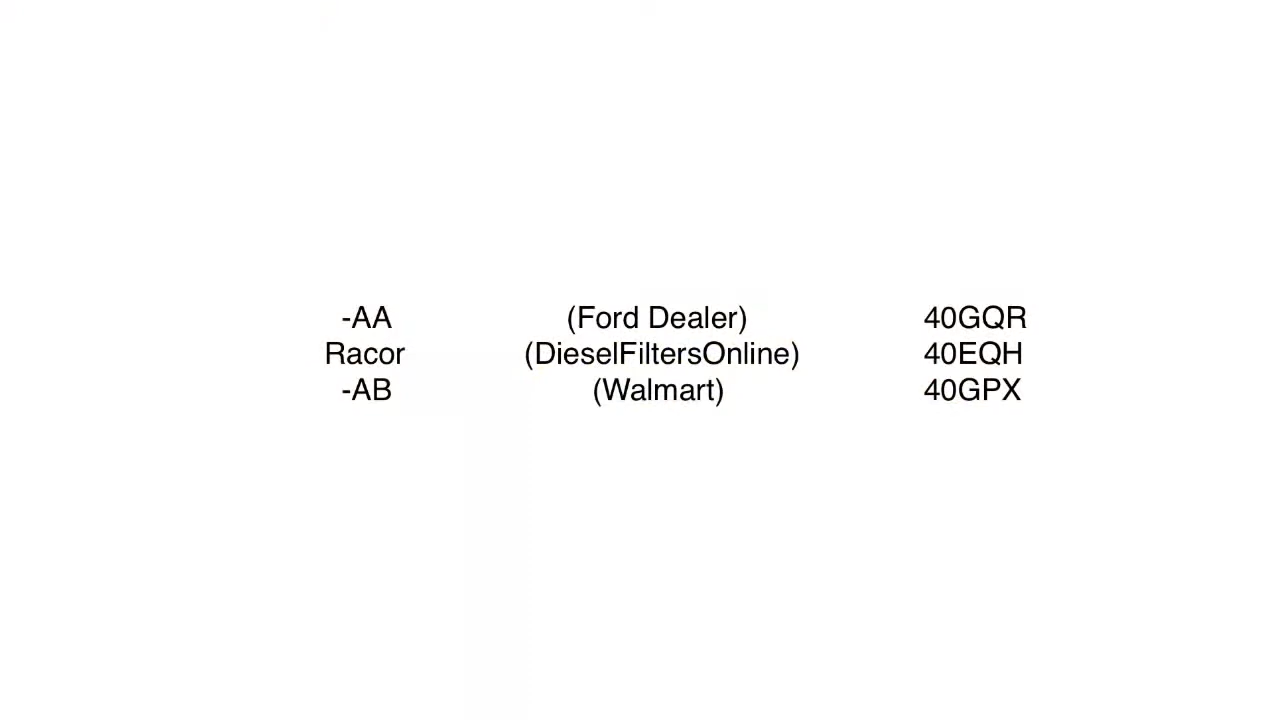 -AA (Ford Dealer) 40GQR
Racor (DieselFiltersOnline) 40EQH
-AB (Walmart) 40GPX